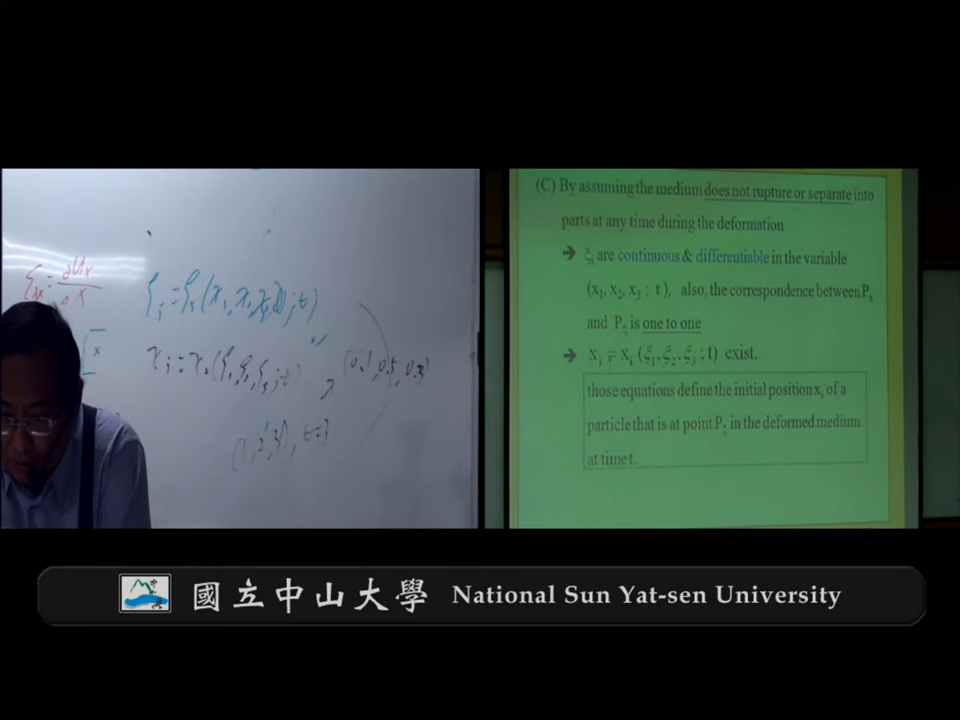 ξᵢ = ξᵢ(x₁, x₂, x₃; t)
xᵢ = xᵢ(ξ₁, ξ₂, ξ₃; t)
(0.1, 0.5, 0.3)
(1, 2, 3), t=3
(C) By assuming the medium does not rupture or separate into
parts at any time during the deformation
➔ ξᵢ are continuous & differentiable in the variable
(x₁, x₂, x₃ ; t), also, the correspondence between Pₓ
and P_ξ is one to one
➔ xᵢ = xᵢ (ξ₁, ξ₂, ξ₃ ; t) exist.
those equations define the initial position xᵢ of a
particle that is at point P_ξ in the deformed medium
at time t.
國立中山大學 National Sun Yat-sen University